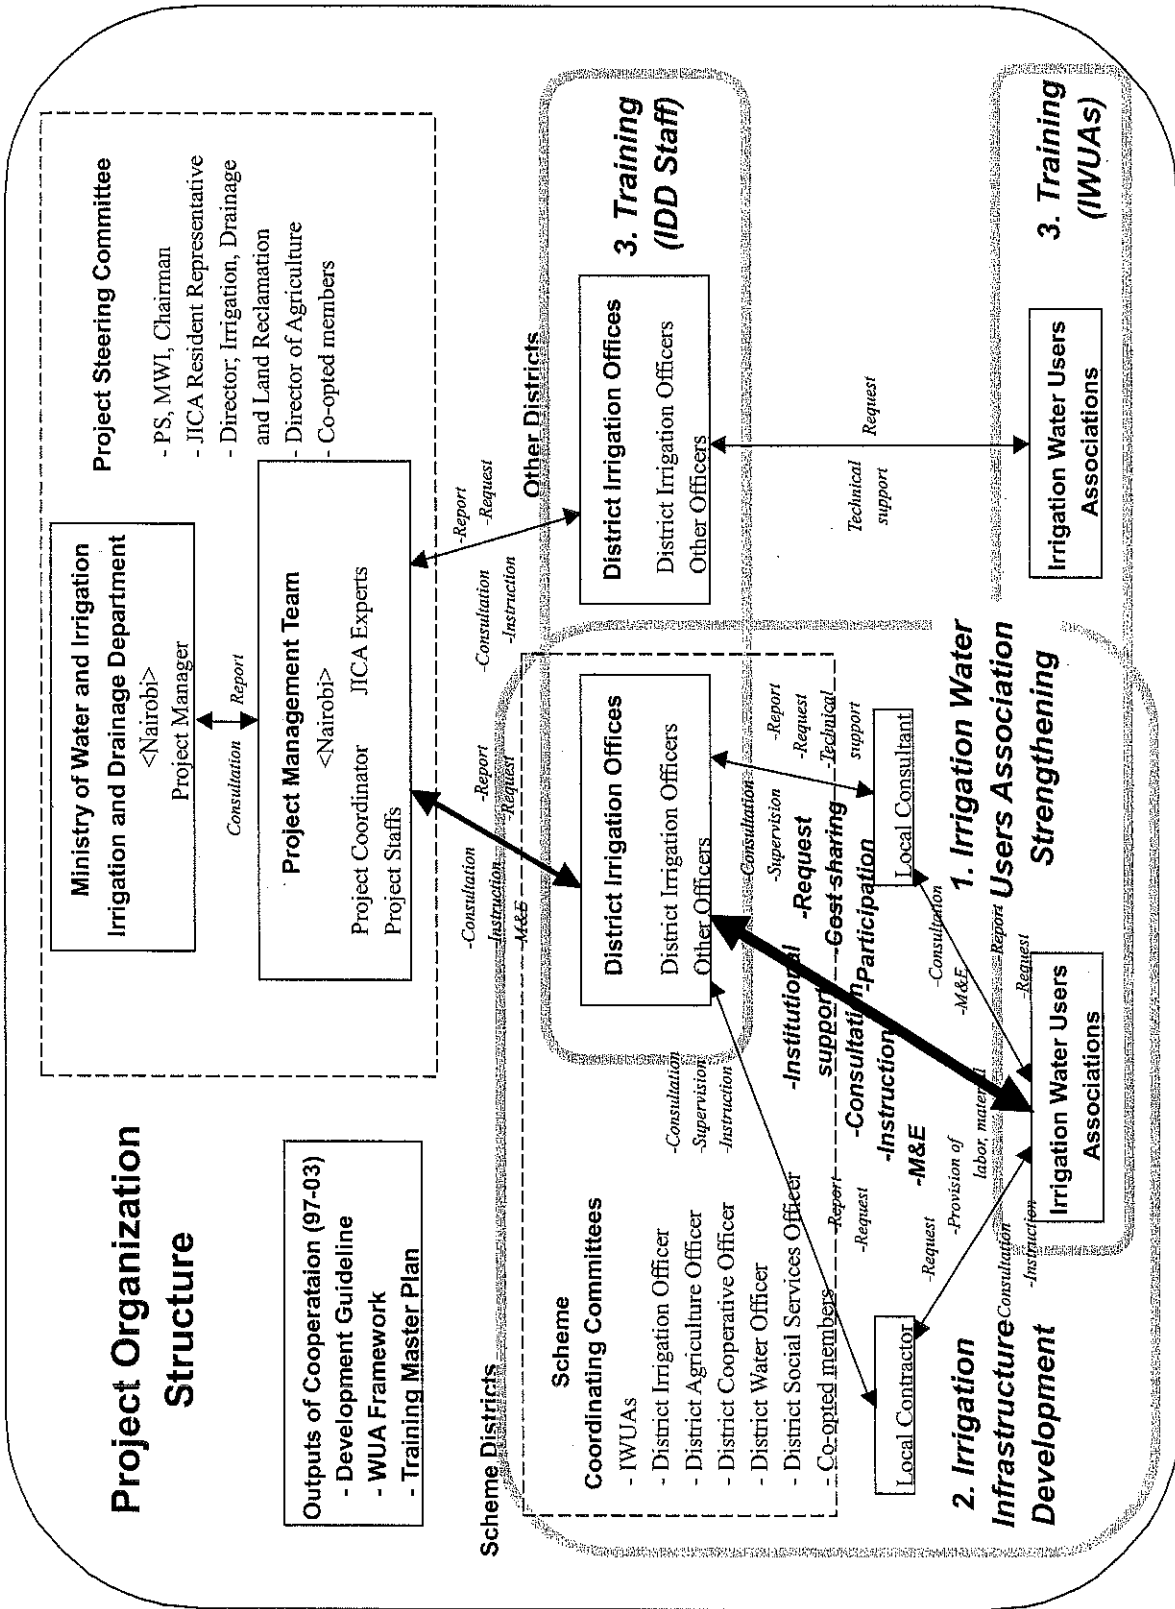 Project Organization
Structure
Outputs of Cooperataion (97-03)
- Development Guideline
- WUA Framework
- Training Master Plan
Ministry of Water and Irrigation
Irrigation and Drainage Department
<Nairobi>
Project Manager
Consultation
Report
Project Management Team
<Nairobi>
Project Coordinator
JICA Experts
Project Staffs
Project Steering Committee
- PS, MWI, Chairman
- JICA Resident Representative
- Director; Irrigation, Drainage
and Land Reclamation
- Director of Agriculture
- Co-opted members
-Consultation
-Instruction
-M&E
-Report
-Request
-Consultation
-Instruction
-Report
-Request
Scheme Districts
Other Districts
Scheme
Coordinating Committees
- IWUAs
- District Irrigation Officer
- District Agriculture Officer
- District Cooperative Officer
- District Water Officer
- District Social Services Officer
- Co-opted members
District Irrigation Offices
District Irrigation Officers
Other Officers
District Irrigation Offices
District Irrigation Officers
Other Officers
3. Training
(IDD Staff)
-Consultation
-Supervision
-Instruction
-Report
-Request
-Institutional
support
-Consultation
-Instruction
-M&E
-Request
-Cost sharing
-Participation
-Consultation
-Supervision
-Report
-Request
-Technical
support
Technical
support
Request
Local Contractor
Local Consultant
-Request
-Provision of
labor, material
Consultation
-Instruction
-Consultation
-M&E
Report
-Request
2. Irrigation
Infrastructure
Development
1. Irrigation Water
Users Association
Strengthening
Irrigation Water Users
Associations
Irrigation Water Users
Associations
3. Training
(IWUAs)